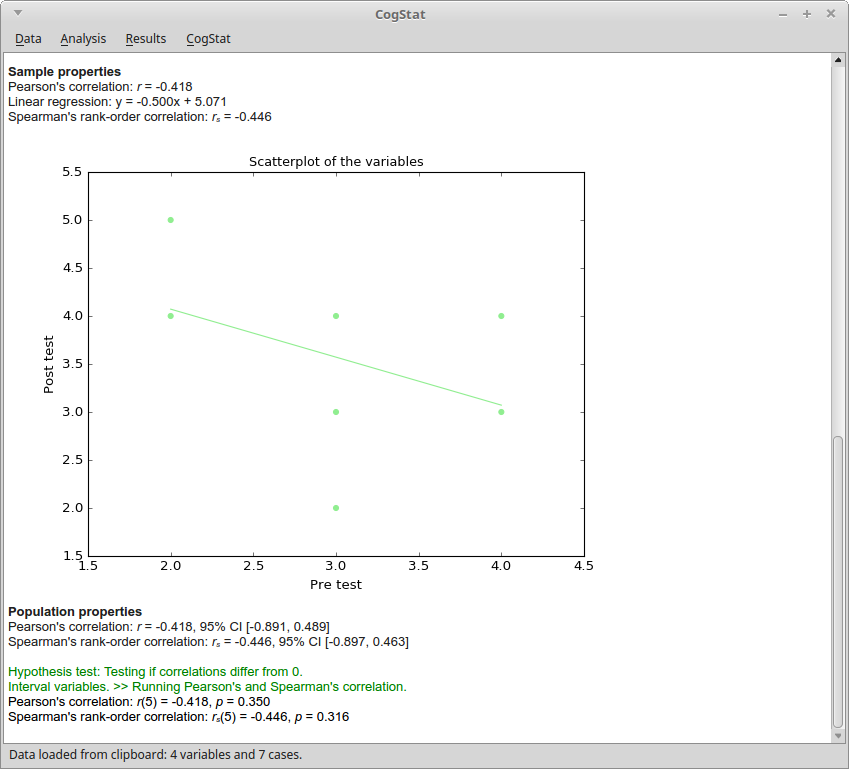 CogStat
Data Analysis Results CogStat
Sample properties
Pearson's correlation: r = -0.418
Linear regression: y = -0.500x + 5.071
Spearman's rank-order correlation: rₛ = -0.446
Scatterplot of the variables
5.5
5.0
4.5
4.0
3.5
3.0
2.5
2.0
1.5
Post test
1.5 2.0 2.5 3.0 3.5 4.0 4.5
Pre test
Population properties
Pearson's correlation: r = -0.418, 95% CI [-0.891, 0.489]
Spearman's rank-order correlation: rₛ = -0.446, 95% CI [-0.897, 0.463]
Hypothesis test: Testing if correlations differ from 0.
Interval variables. >> Running Pearson's and Spearman's correlation.
Pearson's correlation: r(5) = -0.418, p = 0.350
Spearman's rank-order correlation: rₛ(5) = -0.446, p = 0.316
Data loaded from clipboard: 4 variables and 7 cases.